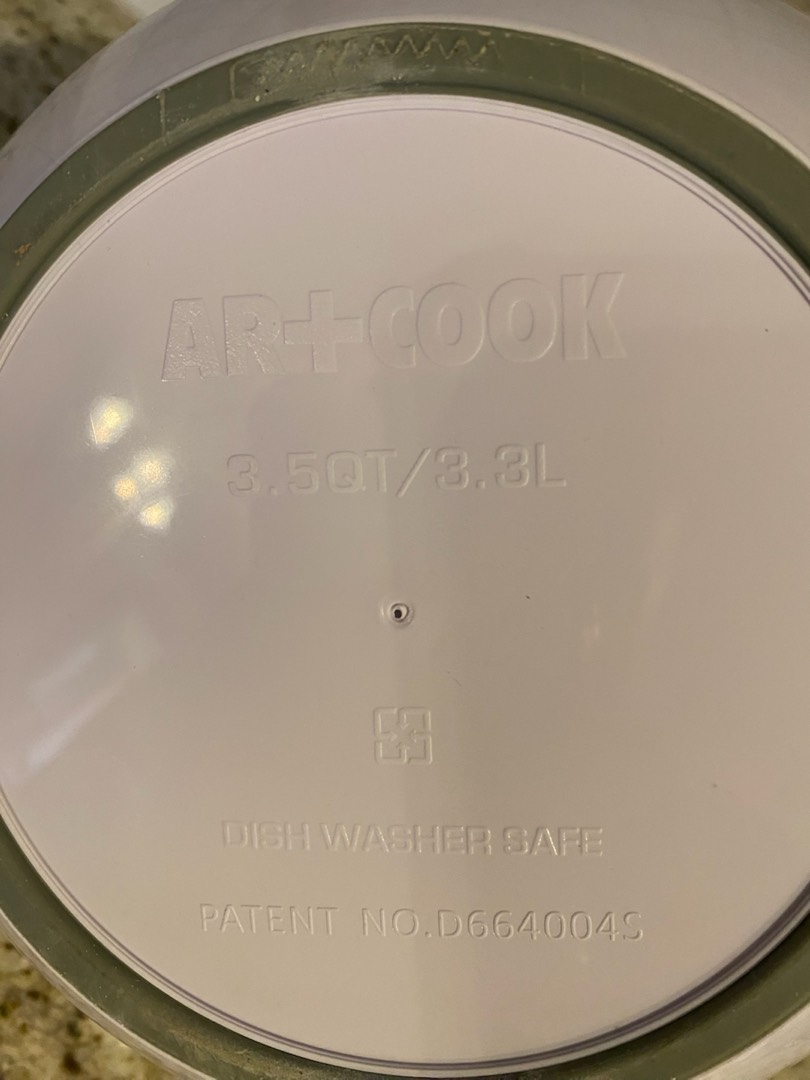 AR+COOK
3.5QT/3.3L
DISH WASHER SAFE
PATENT NO.D664004S